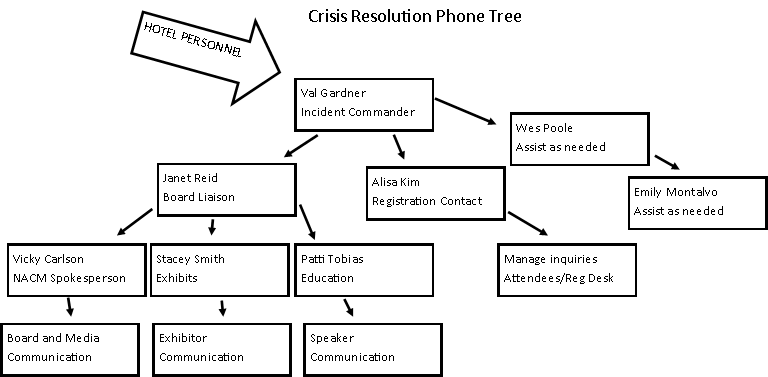 Crisis Resolution Phone Tree
HOTEL PERSONNEL
Val Gardner
Incident Commander
Wes Poole
Assist as needed
Janet Reid
Board Liaison
Alisa Kim
Registration Contact
Emily Montalvo
Assist as needed
Vicky Carlson
NACM Spokesperson
Stacey Smith
Exhibits
Patti Tobias
Education
Manage inquiries
Attendees/Reg Desk
Board and Media
Communication
Exhibitor
Communication
Speaker
Communication